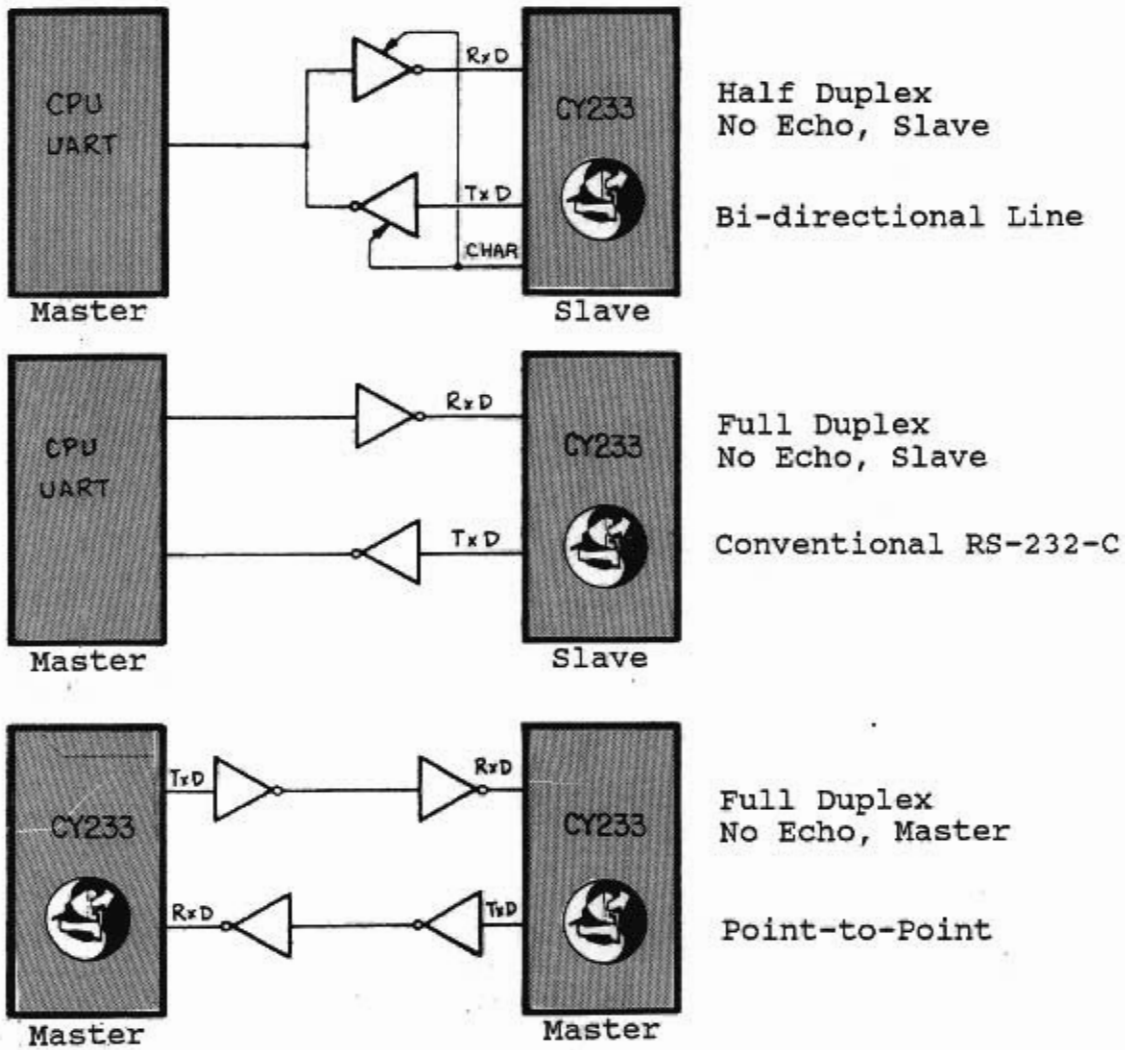 CPU
UART
RxD
CY233
TxD
CHAR
Master
Slave
Half Duplex
No Echo, Slave
Bi-directional Line
CPU
UART
RxD
CY233
TxD
Master
Slave
Full Duplex
No Echo, Slave
Conventional RS-232-C
TxD
RxD
CY233
CY233
RxD
TxD
Master
Master
Full Duplex
No Echo, Master
Point-to-Point